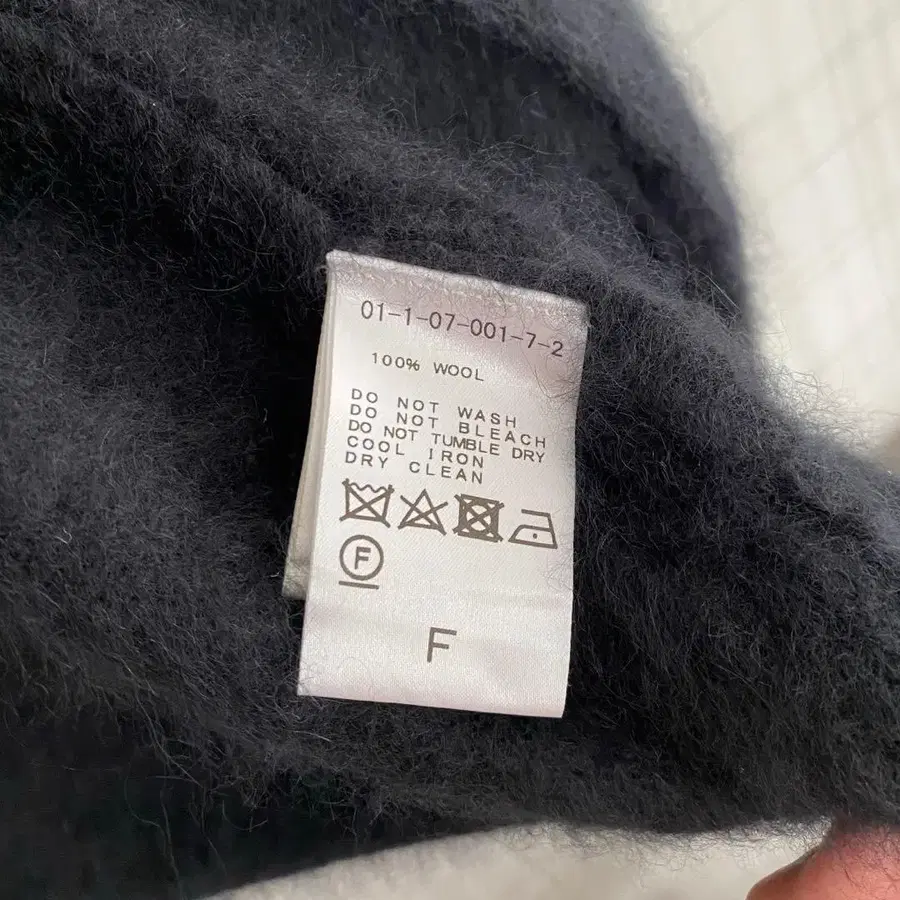 01-1-07-001-7-2
100% WOOL
DO NOT WASH
DO NOT BLEACH
DO NOT TUMBLE DRY
COOL IRON
DRY CLEAN
F
F